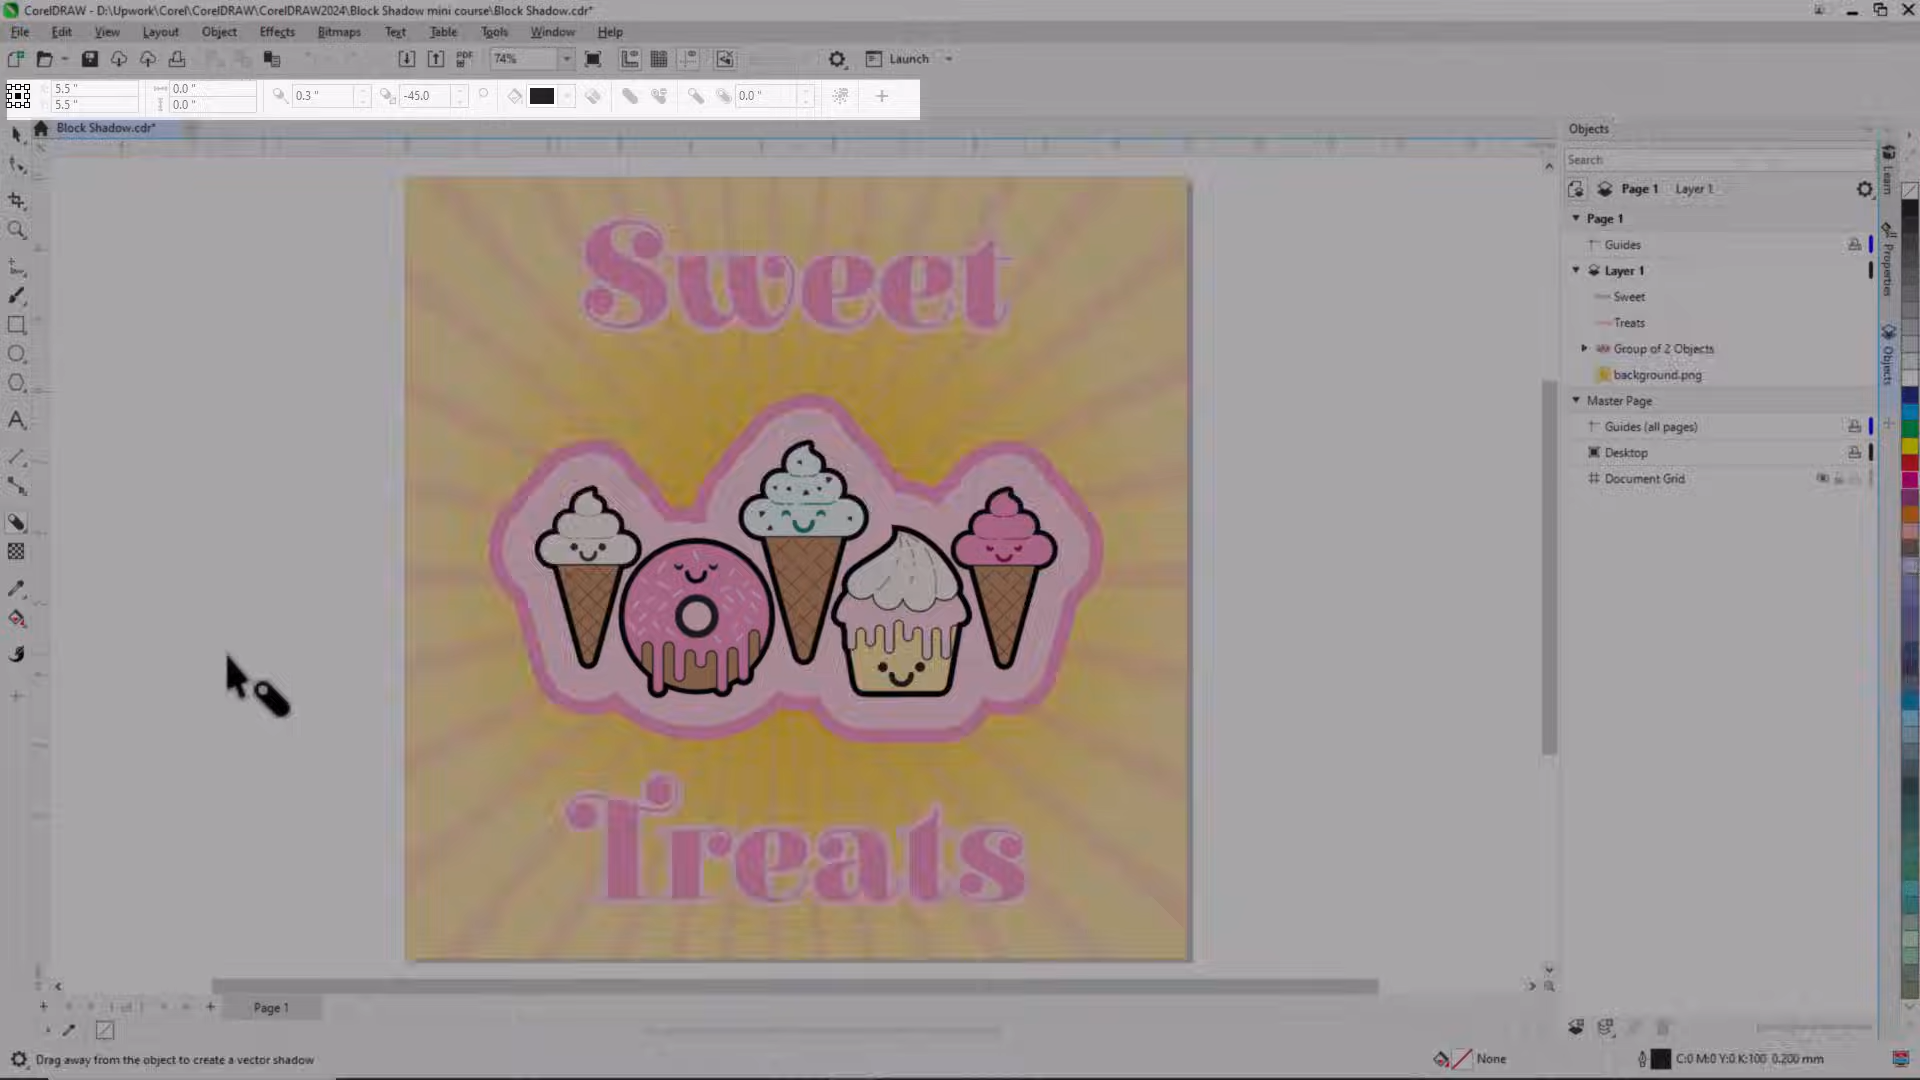 CorelDRAW - D:\Upwork\Corel\CorelDRAW\CorelDRAW2024\Block Shadow mini course\Block Shadow.cdr*
File Edit View Layout Object Effects Bitmaps Text Table Tools Window Help
PDF 74% Launch
5.5 " 0.0 " 0.3 " -45.0 0.0 "
5.5 " 0.0 "
Block Shadow.cdr*
Objects
Search
Page 1 Layer 1
Page 1
Guides
Layer 1
Sweet
Treats
Group of 2 Objects
background.png
Master Page
Guides (all pages)
Desktop
Document Grid
Learn
Properties
Objects
Sweet
Treats
Page 1
Drag away from the object to create a vector shadow
None
C:0 M:0 Y:0 K:100 0.200 mm